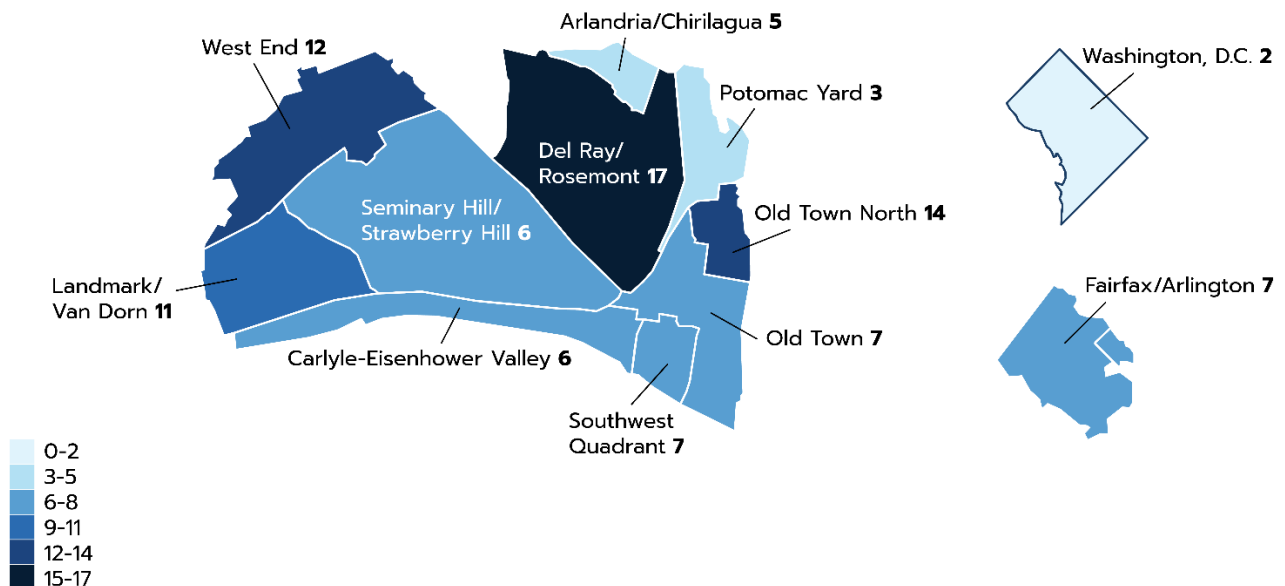 Arlandria/Chirilagua 5
West End 12
Washington, D.C. 2
Potomac Yard 3
Del Ray/
Rosemont 17
Seminary Hill/
Strawberry Hill 6
Old Town North 14
Landmark/
Van Dorn 11
Fairfax/Arlington 7
Old Town 7
Carlyle-Eisenhower Valley 6
Southwest
Quadrant 7
0-2
3-5
6-8
9-11
12-14
15-17